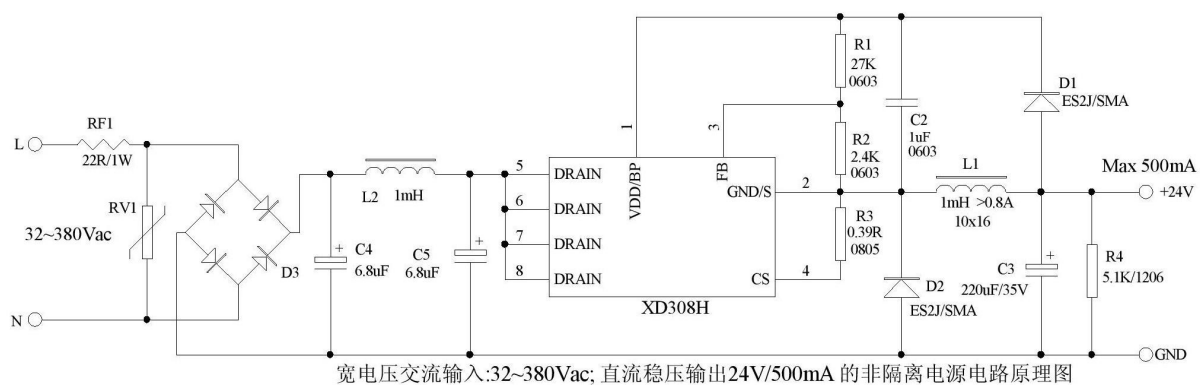 R1
27K
0603
D1
ES2J/SMA
1
3
C2
1uF
0603
RF1
L
22R/1W
R2
2.4K
0603
L1
Max 500mA
5
DRAIN
VDD/BP
FB
GND/S
2
+24V
L2
1mH
1mH >0.8A
10x16
6
DRAIN
RV1
R3
0.39R
0805
32~380Vac
C4
6.8uF
C5
6.8uF
7
DRAIN
D3
8
DRAIN
CS
4
D2
ES2J/SMA
C3
220uF/35V
R4
5.1K/1206
N
XD308H
GND
+
+
+
宽电压交流输入:32~380Vac; 直流稳压输出24V/500mA 的非隔离电源电路原理图